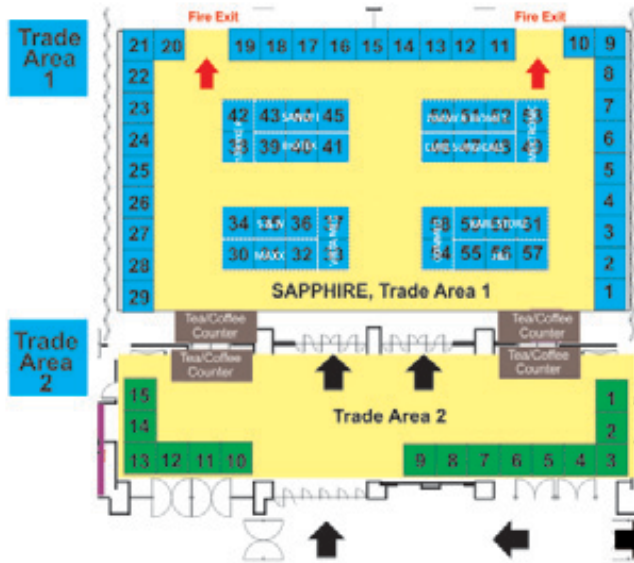 Trade
Area
1
Fire Exit
Fire Exit
21 20 19 18 17 16 15 14 13 12 11 10 9
22 8
23 7
24 6
25 5
26 4
27 3
28 2
29 1
42 43 45
39 41
34 36
30 MAXX 32
55 57
SAPPHIRE, Trade Area 1
Tea/Coffee
Counter
Tea/Coffee
Counter
Trade
Area
2
Tea/Coffee
Counter
Tea/Coffee
Counter
Trade Area 2
15 1
14 2
13 12 11 10 9 8 7 6 5 4 3